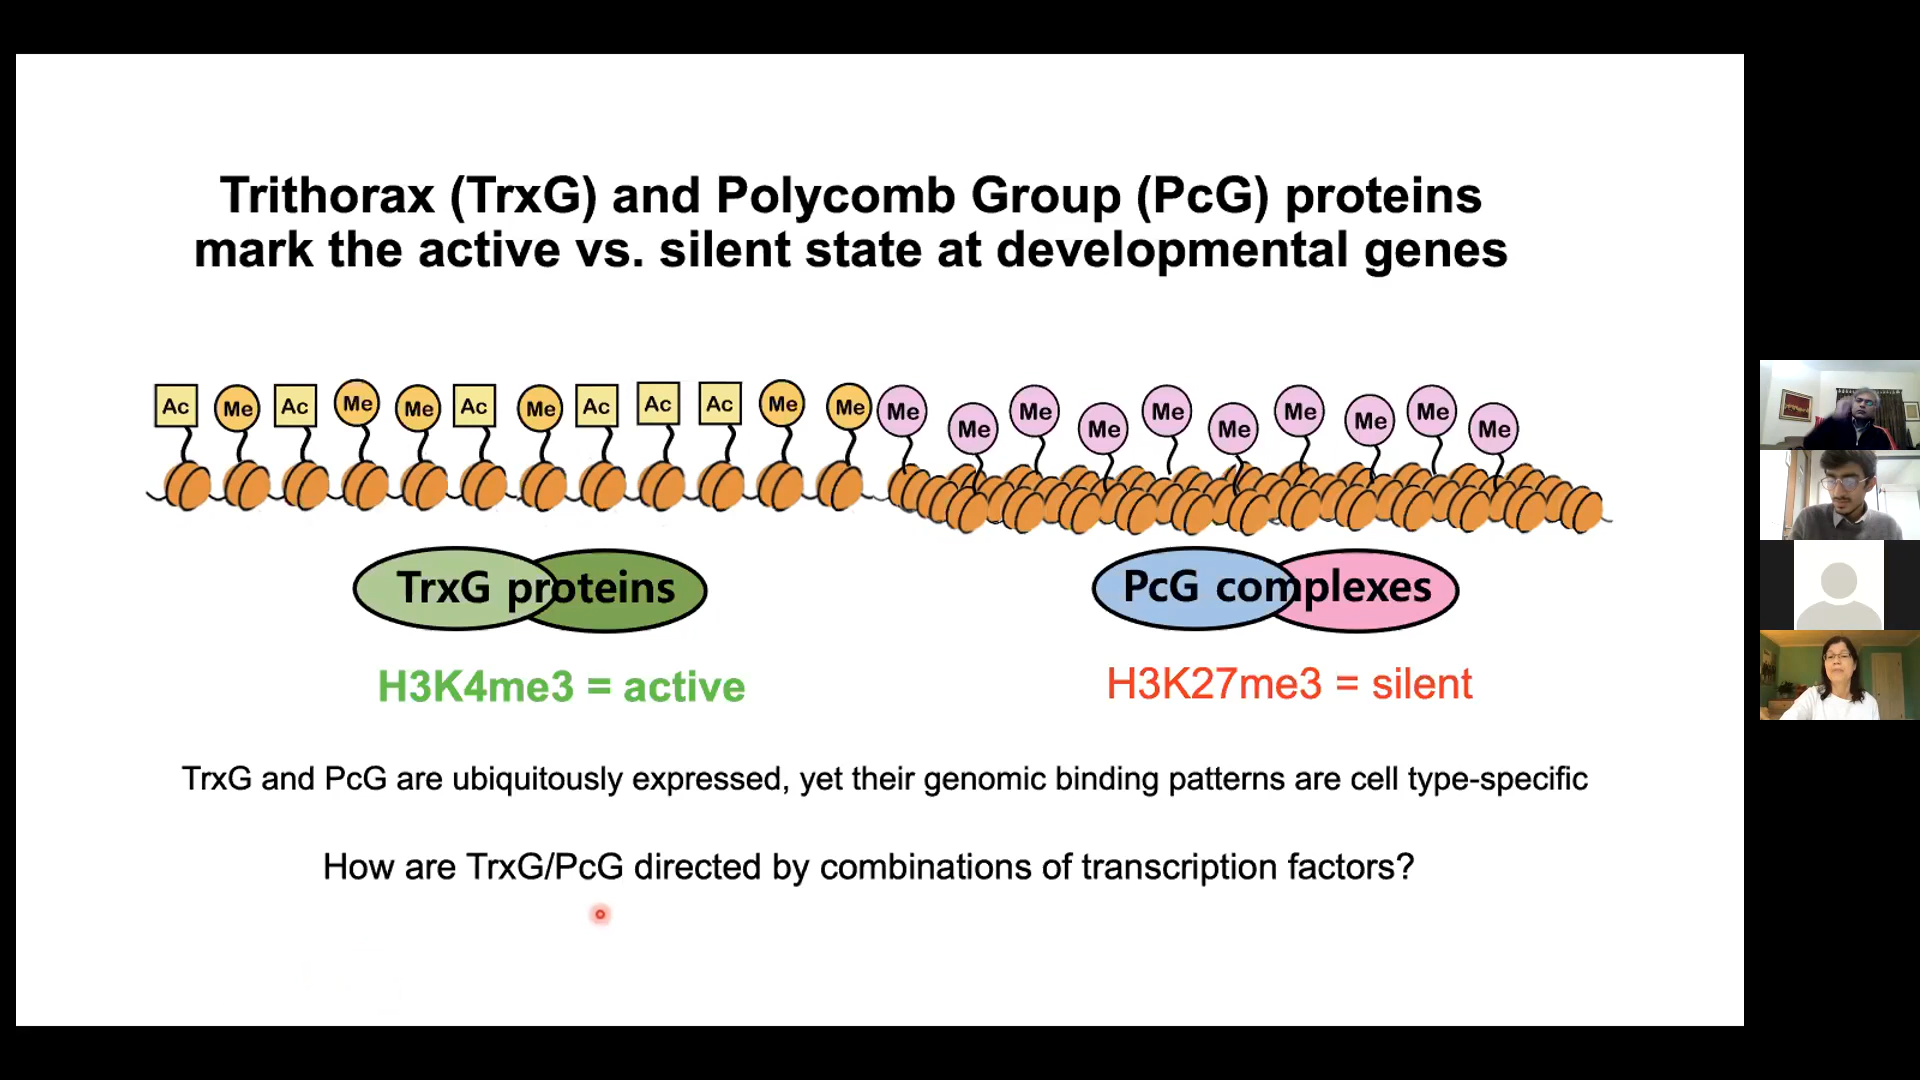 Trithorax (TrxG) and Polycomb Group (PcG) proteins
mark the active vs. silent state at developmental genes
Ac Me Ac Me Me Ac Me Ac Ac Ac Me Me Me Me Me Me Me Me Me Me Me Me
TrxG proteins
PcG complexes
H3K4me3 = active
H3K27me3 = silent
TrxG and PcG are ubiquitously expressed, yet their genomic binding patterns are cell type-specific
How are TrxG/PcG directed by combinations of transcription factors?